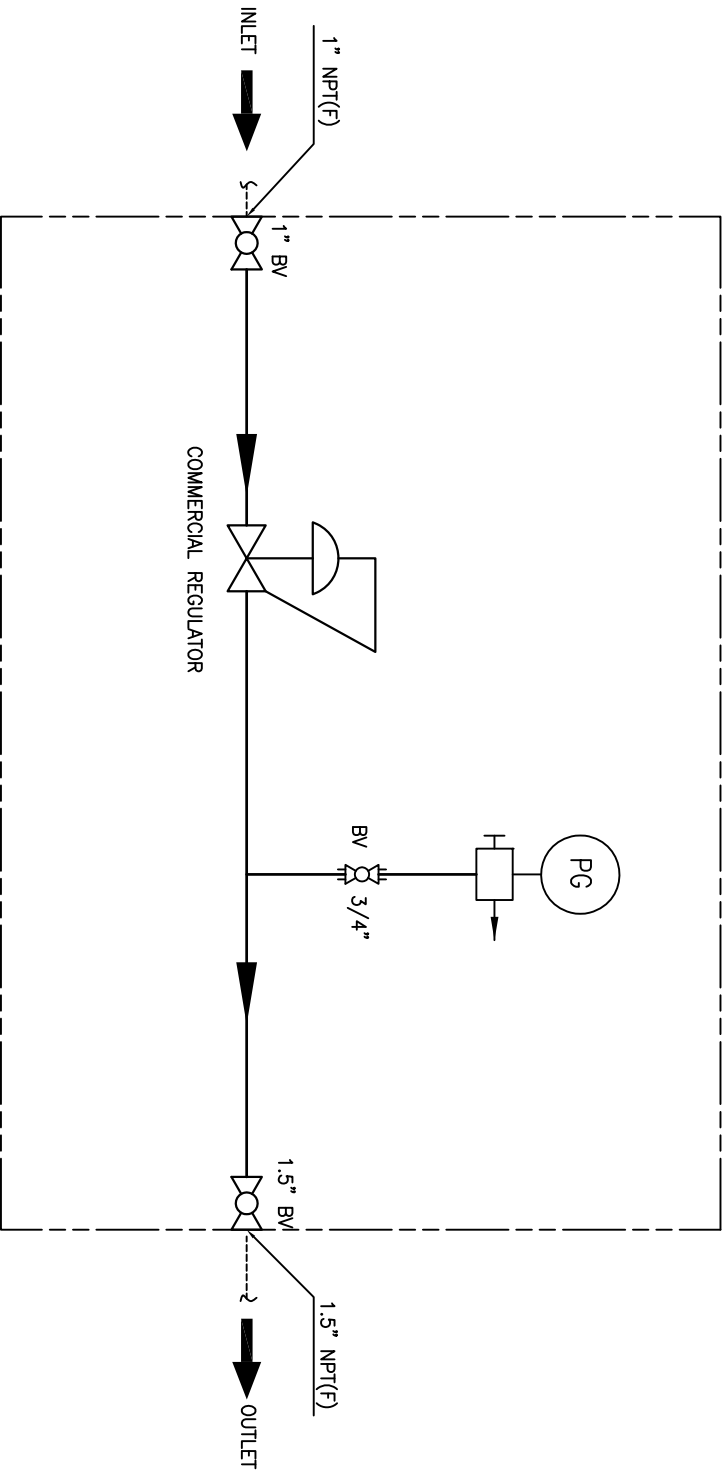 INLET
1" NPT(F)
1" BV
COMMERCIAL REGULATOR
BV
3/4"
PG
1.5" BV
1.5" NPT(F)
OUTLET